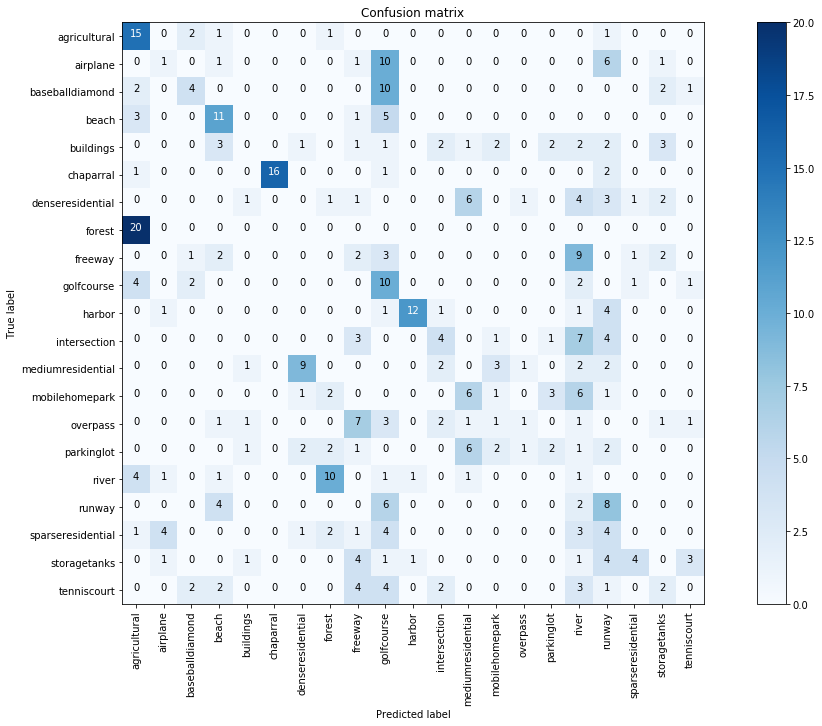 Confusion matrix
agricultural 15 0 2 1 0 0 0 1 0 0 0 0 0 0 0 0 0 1 0 0 0
airplane 0 1 0 1 0 0 0 0 1 10 0 0 0 0 0 0 0 6 0 1 0
baseballdiamond 2 0 4 0 0 0 0 0 0 10 0 0 0 0 0 0 0 0 0 2 1
beach 3 0 0 11 0 0 0 0 1 5 0 0 0 0 0 0 0 0 0 0 0
buildings 0 0 0 3 0 0 1 0 1 1 0 2 1 2 0 2 2 2 0 3 0
chaparral 1 0 0 0 0 16 0 0 0 1 0 0 0 0 0 0 0 2 0 0 0
denseresidential 0 0 0 0 1 0 0 1 1 0 0 0 6 0 1 0 4 3 1 2 0
forest 20 0 0 0 0 0 0 0 0 0 0 0 0 0 0 0 0 0 0 0 0
freeway 0 0 1 2 0 0 0 0 2 3 0 0 0 0 0 0 9 0 1 2 0
golfcourse 4 0 2 0 0 0 0 0 0 10 0 0 0 0 0 0 2 0 1 0 1
harbor 0 1 0 0 0 0 0 0 0 1 12 1 0 0 0 0 1 4 0 0 0
intersection 0 0 0 0 0 0 0 0 3 0 0 4 0 1 0 1 7 4 0 0 0
mediumresidential 0 0 0 0 1 0 9 0 0 0 0 2 0 3 1 0 2 2 0 0 0
mobilehomepark 0 0 0 0 0 0 1 2 0 0 0 0 6 1 0 3 6 1 0 0 0
overpass 0 0 0 1 1 0 0 0 7 3 0 2 1 1 1 0 1 0 0 1 1
parkinglot 0 0 0 0 1 0 2 2 1 0 0 0 6 2 1 2 1 2 0 0 0
river 4 1 0 1 0 0 0 10 0 1 1 0 1 0 0 0 1 0 0 0 0
runway 0 0 0 4 0 0 0 0 0 6 0 0 0 0 0 0 2 8 0 0 0
sparseresidential 1 4 0 0 0 0 1 2 1 4 0 0 0 0 0 0 3 4 0 0 0
storagetanks 0 1 0 0 1 0 0 0 4 1 1 0 0 0 0 0 1 4 4 0 3
tenniscourt 0 0 2 2 0 0 0 0 4 4 0 2 0 0 0 0 3 1 0 2 0
True label
agricultural
airplane
baseballdiamond
beach
buildings
chaparral
denseresidential
forest
freeway
golfcourse
harbor
intersection
mediumresidential
mobilehomepark
overpass
parkinglot
river
runway
sparseresidential
storagetanks
tenniscourt
Predicted label
20.0
17.5
15.0
12.5
10.0
7.5
5.0
2.5
0.0